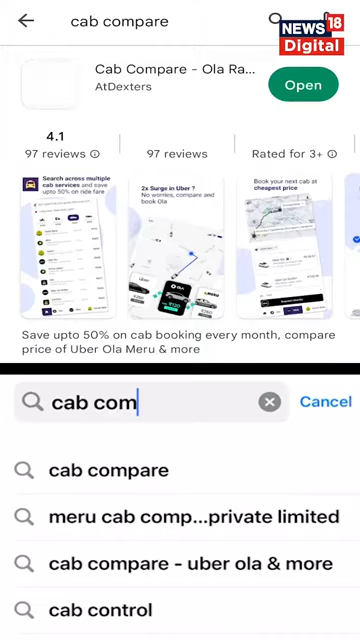 cab compare
NEWS 18
Digital
Cab Compare - Ola Ra...
AtDexters
Open
4.1
97 reviews
97 reviews
Rated for 3+
Search across multiple
cab services and save
upto 50% on ride fare
2x Surge in Uber ?
No worries, compare
and book Ola
Book your next cab at
cheapest price
Uber
OLA
MERU
Save upto 50% on cab booking every month, compare
price of Uber Ola Meru & more
cab com
Cancel
cab compare
meru cab comp...private limited
cab compare - uber ola & more
cab control